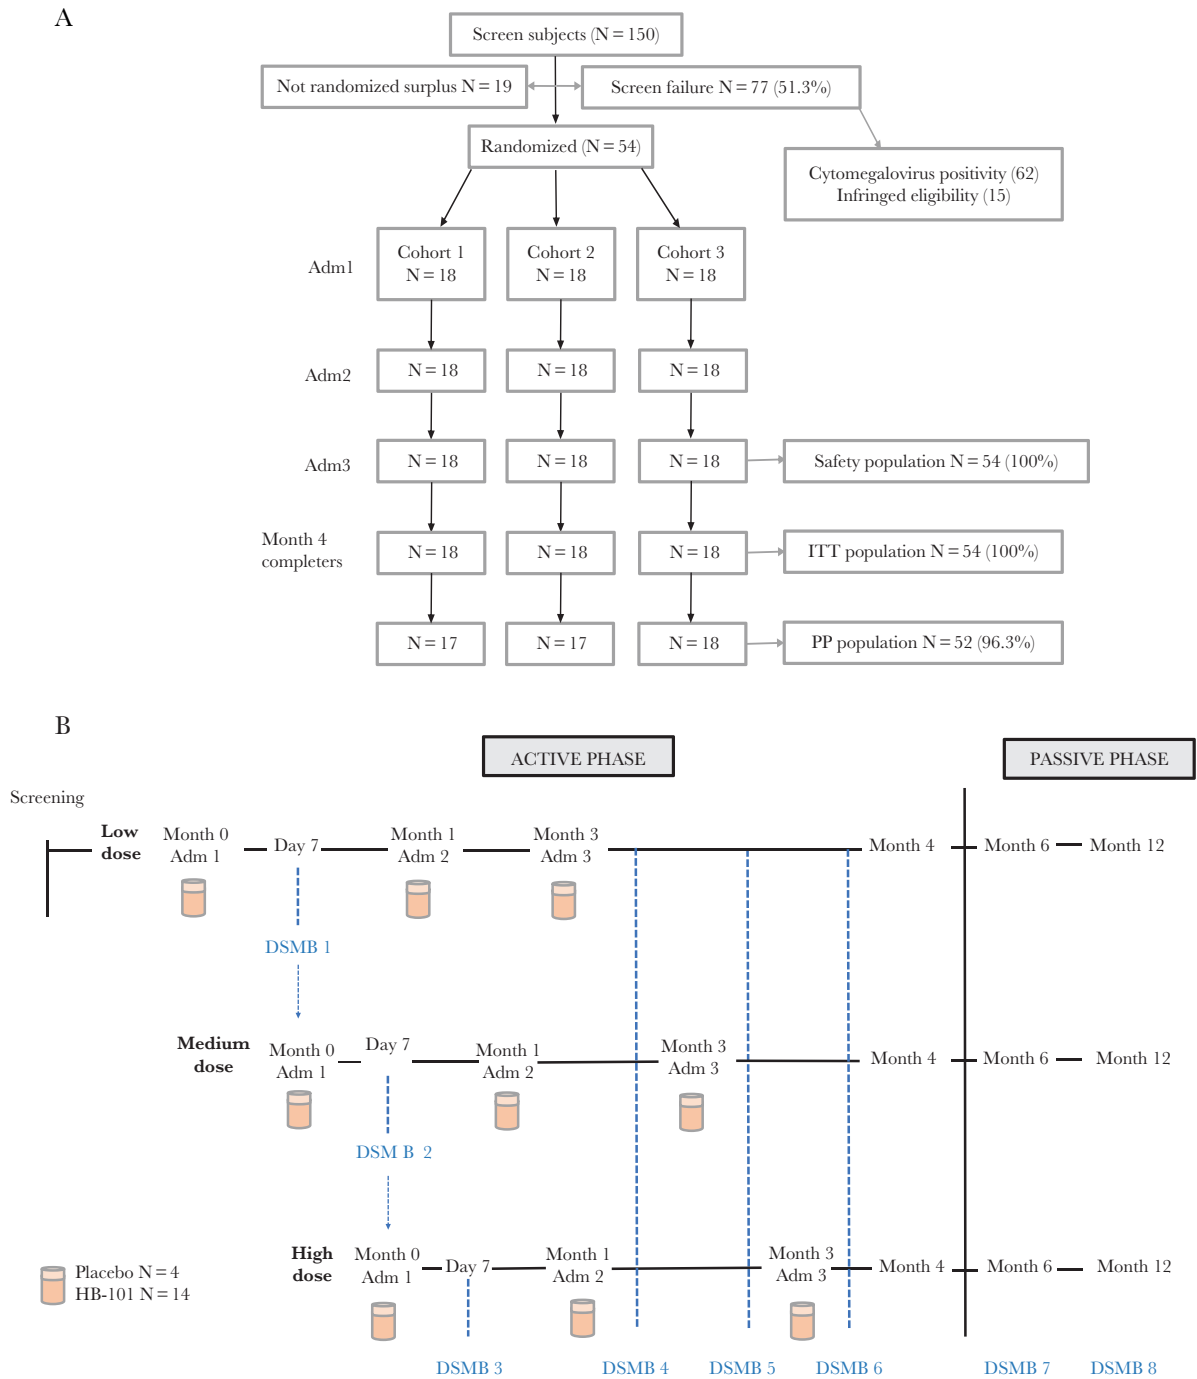 A
Screen subjects (N = 150)
Not randomized surplus N = 19
Screen failure N = 77 (51.3%)
Randomized (N = 54)
Cytomegalovirus positivity (62)
Infringed eligibility (15)
Adm1
Cohort 1
N = 18
Cohort 2
N = 18
Cohort 3
N = 18
Adm2
N = 18
N = 18
N = 18
Adm3
N = 18
N = 18
N = 18
Safety population N = 54 (100%)
Month 4
completers
N = 18
N = 18
N = 18
ITT population N = 54 (100%)
N = 17
N = 17
N = 18
PP population N = 52 (96.3%)
B
ACTIVE PHASE
PASSIVE PHASE
Screening
Low
dose
Month 0
Adm 1
Day 7
Month 1
Adm 2
Month 3
Adm 3
Month 4
Month 6
Month 12
DSMB 1
Medium
dose
Month 0
Adm 1
Day 7
Month 1
Adm 2
Month 3
Adm 3
Month 4
Month 6
Month 12
DSM B 2
High
dose
Month 0
Adm 1
Day 7
Month 1
Adm 2
Month 3
Adm 3
Month 4
Month 6
Month 12
Placebo N = 4
HB-101 N = 14
DSMB 3
DSMB 4
DSMB 5
DSMB 6
DSMB 7
DSMB 8